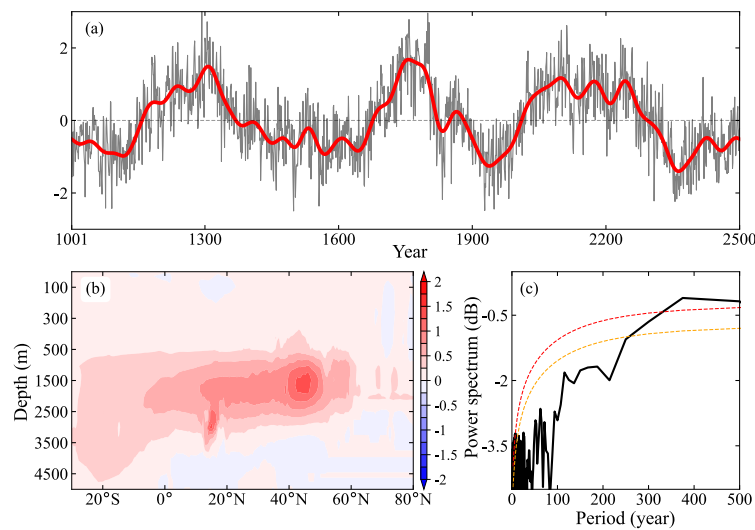 (a)
2
0
-2
1001 1300 1600 1900 2200 2500
Year
(b)
Depth (m)
100
300
500
1500
2500
3500
4500
20°S 0° 20°N 40°N 60°N 80°N
2
1.5
1
0.5
0
-0.5
-1
-1.5
-2
(c)
Power spectrum (dB)
-0.5
-2
-3.5
0 100 200 300 400 500
Period (year)